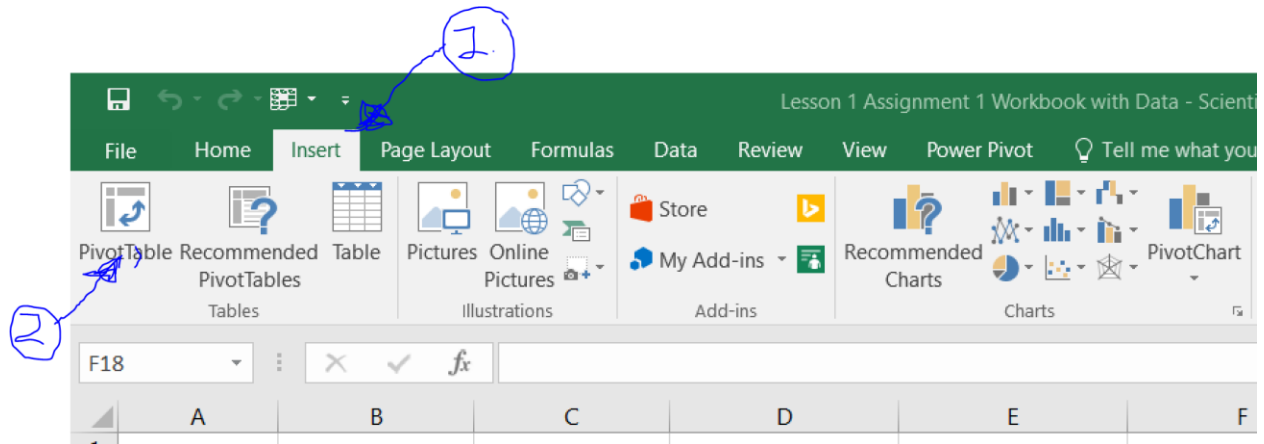 1.
Lesson 1 Assignment 1 Workbook with Data - Scienti
File Home Insert Page Layout Formulas Data Review View Power Pivot Tell me what you
PivotTable Recommended PivotTables Table
Tables
Pictures Online Pictures
Illustrations
Store
My Add-ins
Add-ins
Recommended Charts
PivotChart
Charts
2
F18 fx
A B C D E F
1